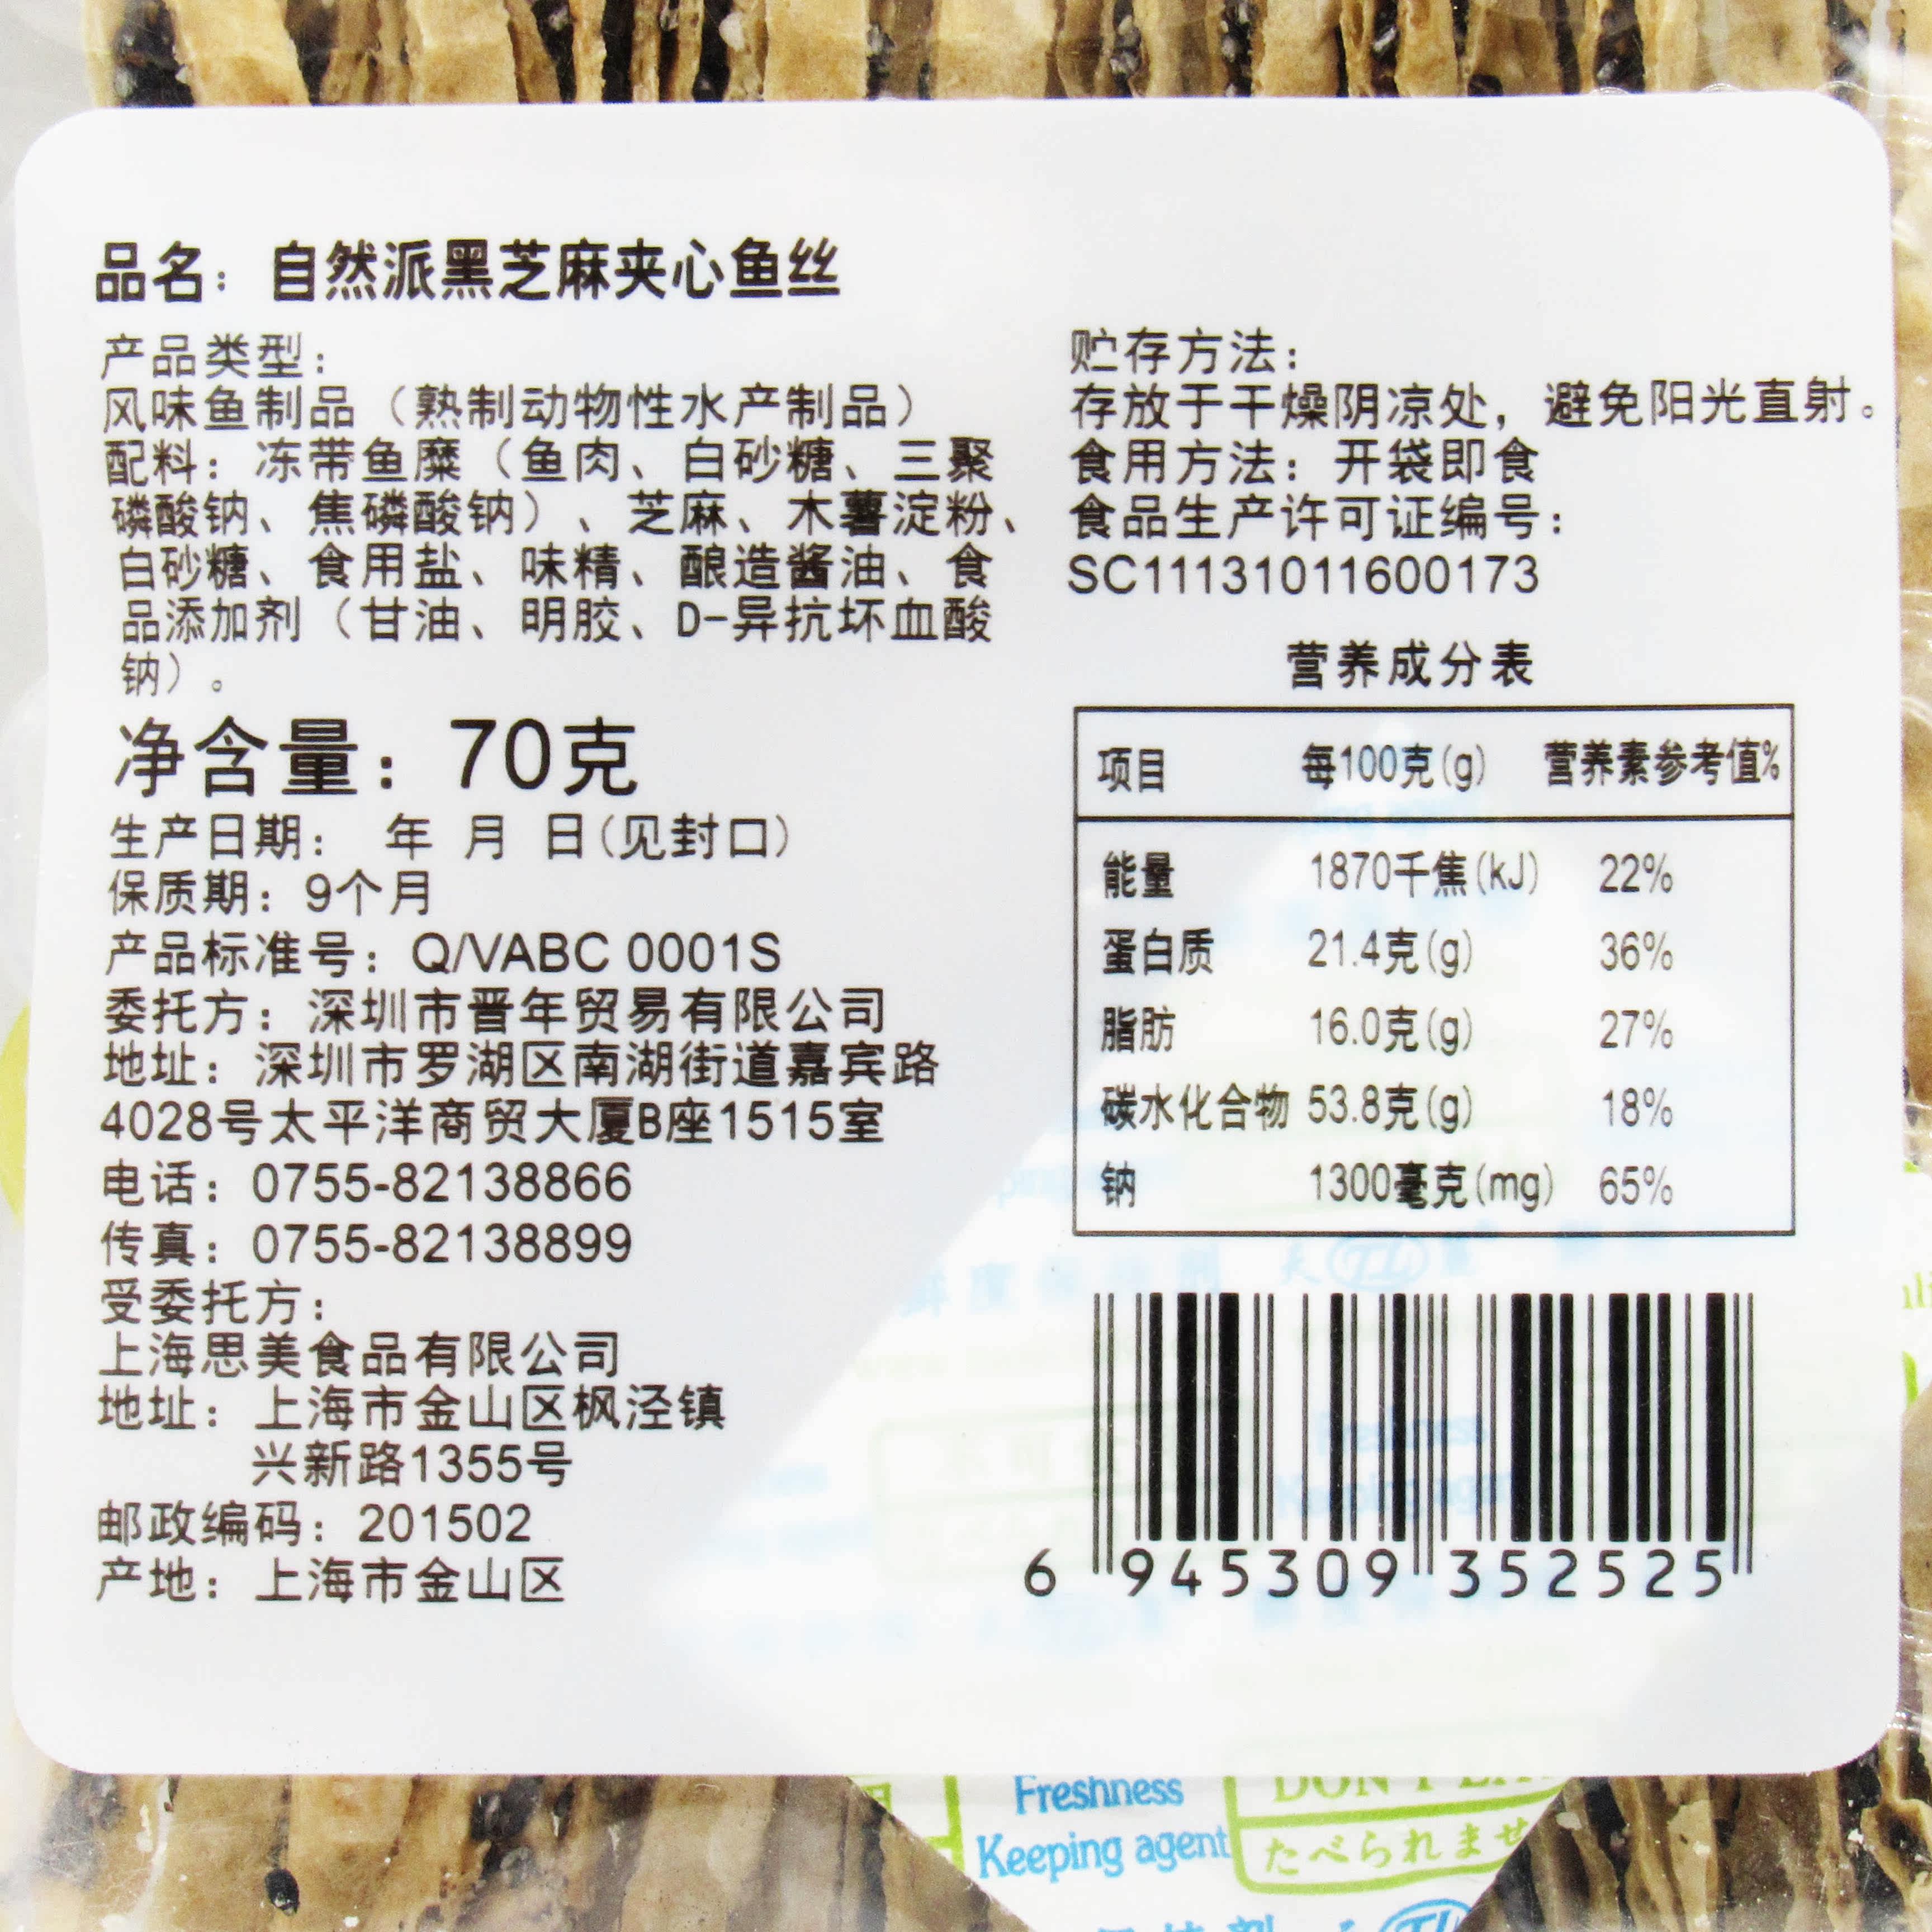 品名：自然派黑芝麻夹心鱼丝
产品类型：
风味鱼制品（熟制动物性水产制品）
配料：冻带鱼糜（鱼肉、白砂糖、三聚
磷酸钠、焦磷酸钠）、芝麻、木薯淀粉、
白砂糖、食用盐、味精、酿造酱油、食
品添加剂（甘油、明胶、D-异抗坏血酸
钠）。
净含量：70克
生产日期： 年 月 日(见封口)
保质期：9个月
产品标准号：Q/VABC 0001S
委托方：深圳市晋年贸易有限公司
地址：深圳市罗湖区南湖街道嘉宾路
4028号太平洋商贸大厦B座1515室
电话：0755-82138866
传真：0755-82138899
受委托方：
上海思美食品有限公司
地址：上海市金山区枫泾镇
兴新路1355号
邮政编码：201502
产地：上海市金山区
贮存方法：
存放于干燥阴凉处，避免阳光直射。
食用方法：开袋即食
食品生产许可证编号：
SC11131011600173
营养成分表
项目 每100克(g) 营养素参考值%
能量 1870千焦(kJ) 22%
蛋白质 21.4克(g) 36%
脂肪 16.0克(g) 27%
碳水化合物 53.8克(g) 18%
钠 1300毫克(mg) 65%
6 945309 352525
Freshness
Keeping agent
DON'T
たべられませ